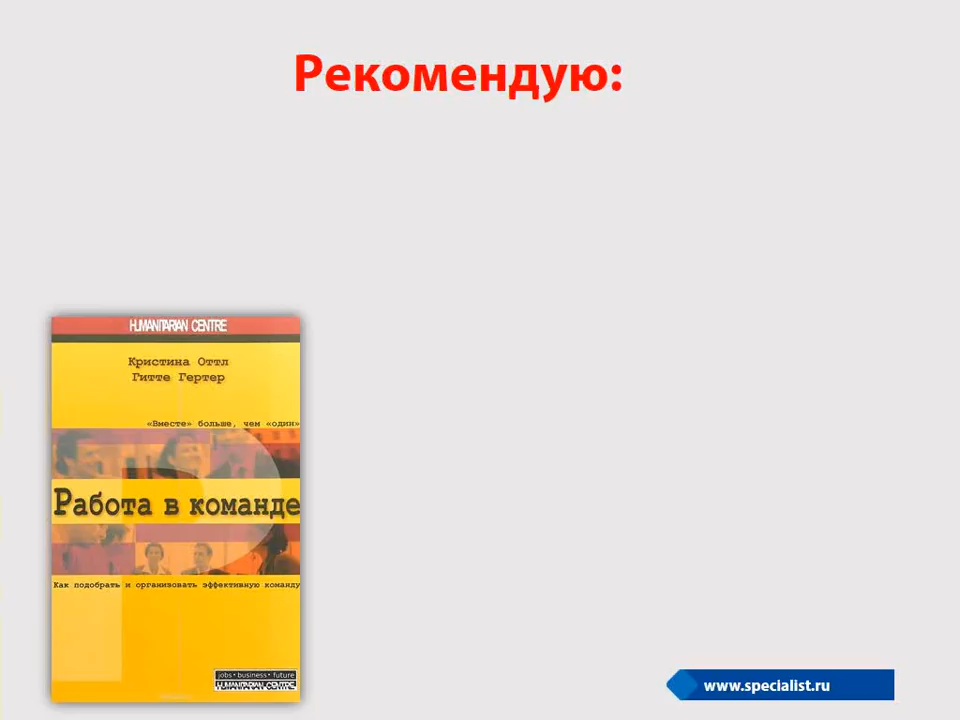 Рекомендую:
HUMANITARIAN CENTRE
Кристина Оттл
Гитте Гертер
«Вместе» больше, чем «один»
Работа в команде
Как подобрать и организовать эффективную команду
jobs • business • future
HUMANITARIAN CENTRE
www.specialist.ru